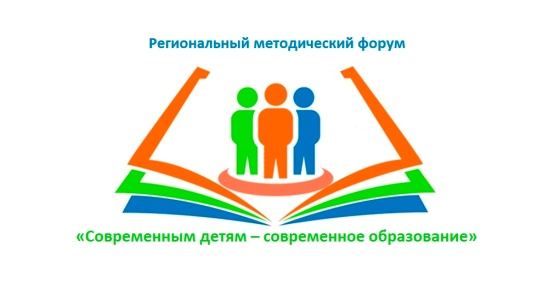 Региональный методический форум
«Современным детям – современное образование»